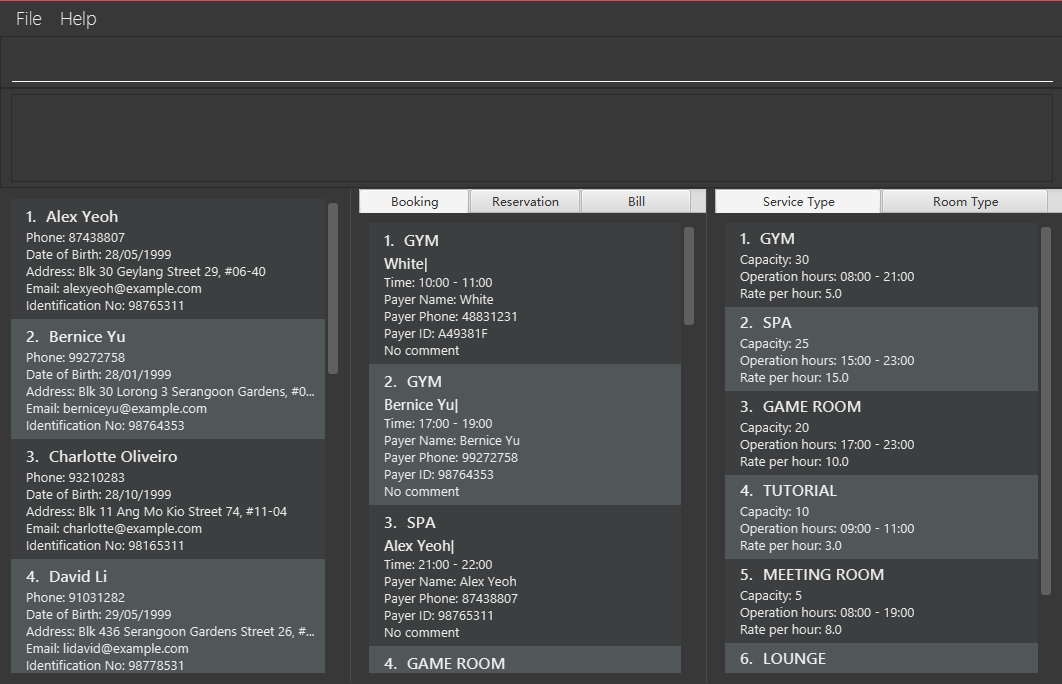 File Help
1. Alex Yeoh
Phone: 87438807
Date of Birth: 28/05/1999
Address: Blk 30 Geylang Street 29, #06-40
Email: alexyeoh@example.com
Identification No: 98765311
2. Bernice Yu
Phone: 99272758
Date of Birth: 28/01/1999
Address: Blk 30 Lorong 3 Serangoon Gardens, #0...
Email: berniceyu@example.com
Identification No: 98764353
3. Charlotte Oliveiro
Phone: 93210283
Date of Birth: 28/10/1999
Address: Blk 11 Ang Mo Kio Street 74, #11-04
Email: charlotte@example.com
Identification No: 98165311
4. David Li
Phone: 91031282
Date of Birth: 29/05/1999
Address: Blk 436 Serangoon Gardens Street 26, #...
Email: lidavid@example.com
Identification No: 98778531
Booking Reservation Bill
1. GYM
White|
Time: 10:00 - 11:00
Payer Name: White
Payer Phone: 48831231
Payer ID: A49381F
No comment
2. GYM
Bernice Yu|
Time: 17:00 - 19:00
Payer Name: Bernice Yu
Payer Phone: 99272758
Payer ID: 98764353
No comment
3. SPA
Alex Yeoh|
Time: 21:00 - 22:00
Payer Name: Alex Yeoh
Payer Phone: 87438807
Payer ID: 98765311
No comment
4. GAME ROOM
Service Type Room Type
1. GYM
Capacity: 30
Operation hours: 08:00 - 21:00
Rate per hour: 5.0
2. SPA
Capacity: 25
Operation hours: 15:00 - 23:00
Rate per hour: 15.0
3. GAME ROOM
Capacity: 20
Operation hours: 17:00 - 23:00
Rate per hour: 10.0
4. TUTORIAL
Capacity: 10
Operation hours: 09:00 - 11:00
Rate per hour: 3.0
5. MEETING ROOM
Capacity: 5
Operation hours: 08:00 - 19:00
Rate per hour: 8.0
6. LOUNGE